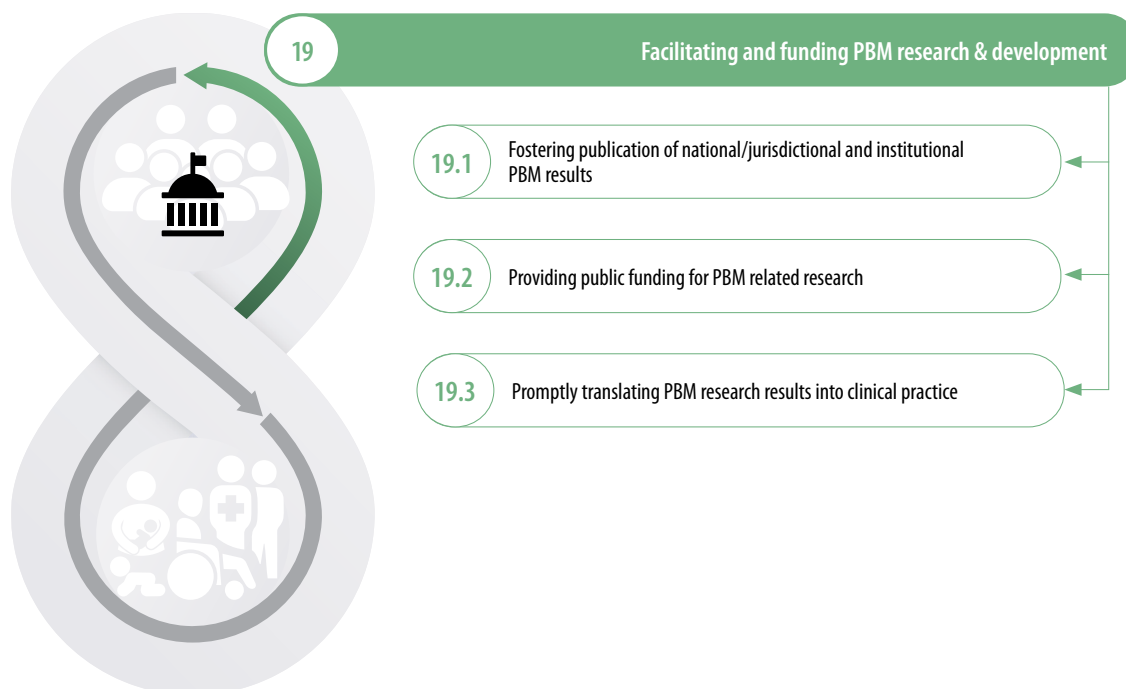 19
Facilitating and funding PBM research & development
19.1
Fostering publication of national/jurisdictional and institutional
PBM results
19.2
Providing public funding for PBM related research
19.3
Promptly translating PBM research results into clinical practice